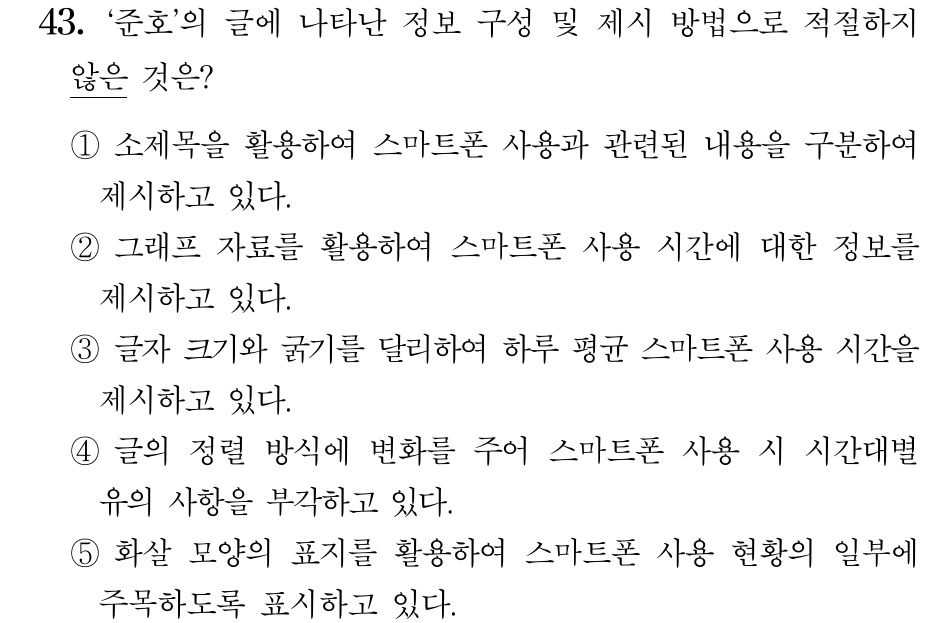 43. ‘준호’의 글에 나타난 정보 구성 및 제시 방법으로 적절하지
않은 것은?
① 소제목을 활용하여 스마트폰 사용과 관련된 내용을 구분하여
제시하고 있다.
② 그래프 자료를 활용하여 스마트폰 사용 시간에 대한 정보를
제시하고 있다.
③ 글자 크기와 굵기를 달리하여 하루 평균 스마트폰 사용 시간을
제시하고 있다.
④ 글의 정렬 방식에 변화를 주어 스마트폰 사용 시 시간대별
유의 사항을 부각하고 있다.
⑤ 화살 모양의 표지를 활용하여 스마트폰 사용 현황의 일부에
주목하도록 표시하고 있다.